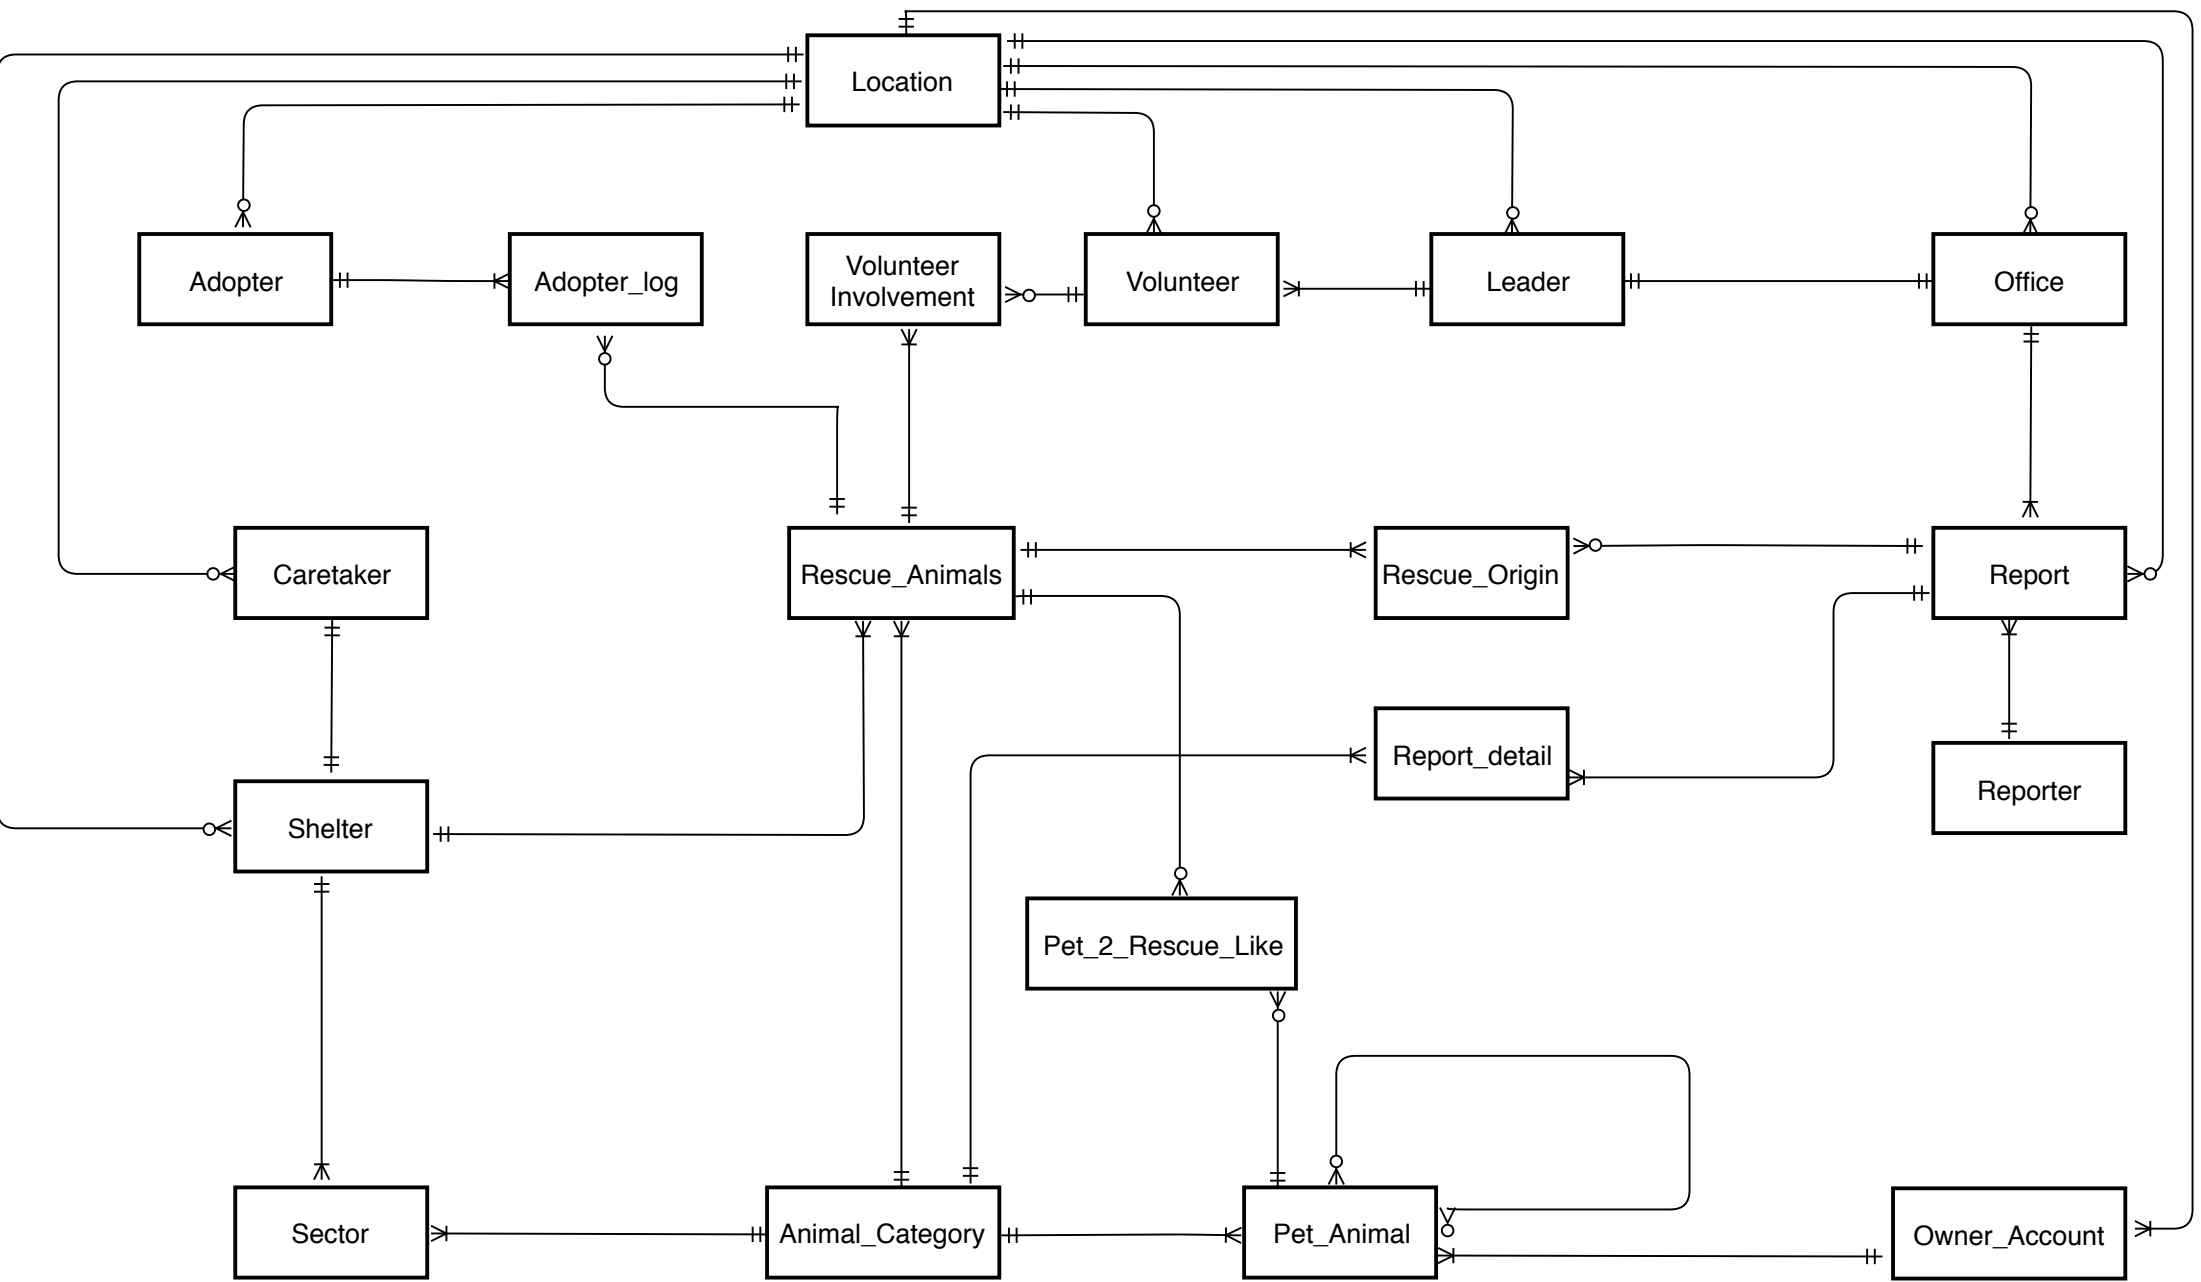 Location
Adopter
Adopter_log
Volunteer
Involvement
Volunteer
Leader
Office
Caretaker
Rescue_Animals
Rescue_Origin
Report
Report_detail
Reporter
Shelter
Pet_2_Rescue_Like
Sector
Animal_Category
Pet_Animal
Owner_Account